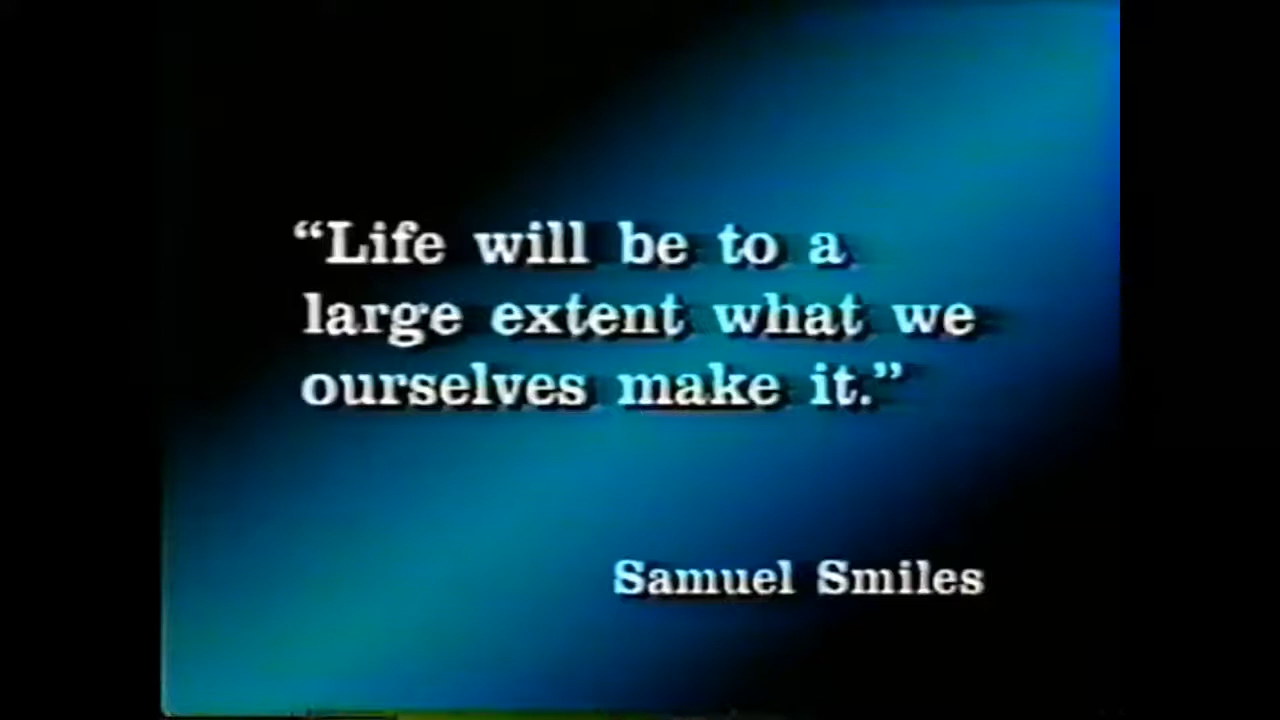 “Life will be to a
large extent what we
ourselves make it.”
Samuel Smiles